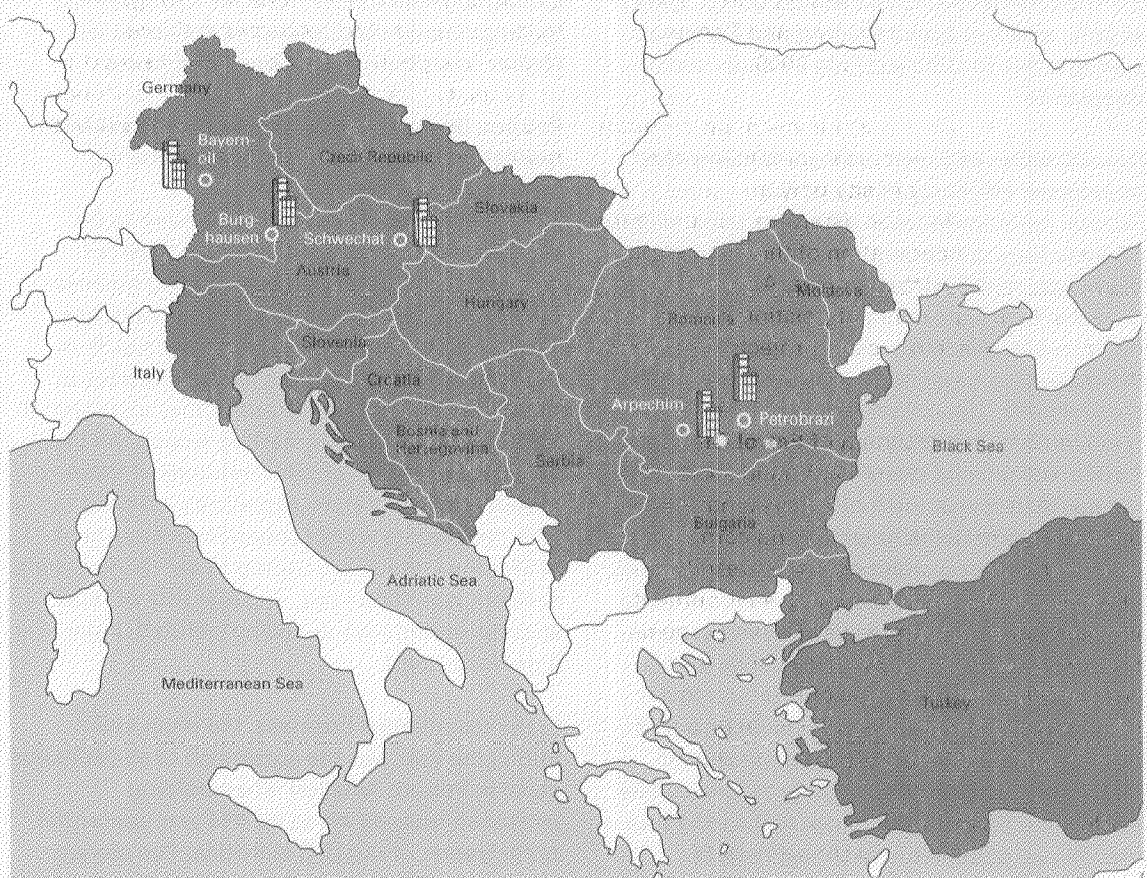 Germany
Bayern-
oil
Czech Republic
Slovakia
Burg
hausen
Schwechat
Austria
Hungary
Moldova
Romania
Slovenia
Italy
Croatia
Arpechim
Petrobrazi
Bosnia and
Herzegovina
Serbia
Black Sea
Bulgaria
Adriatic Sea
Mediterranean Sea
Turkey